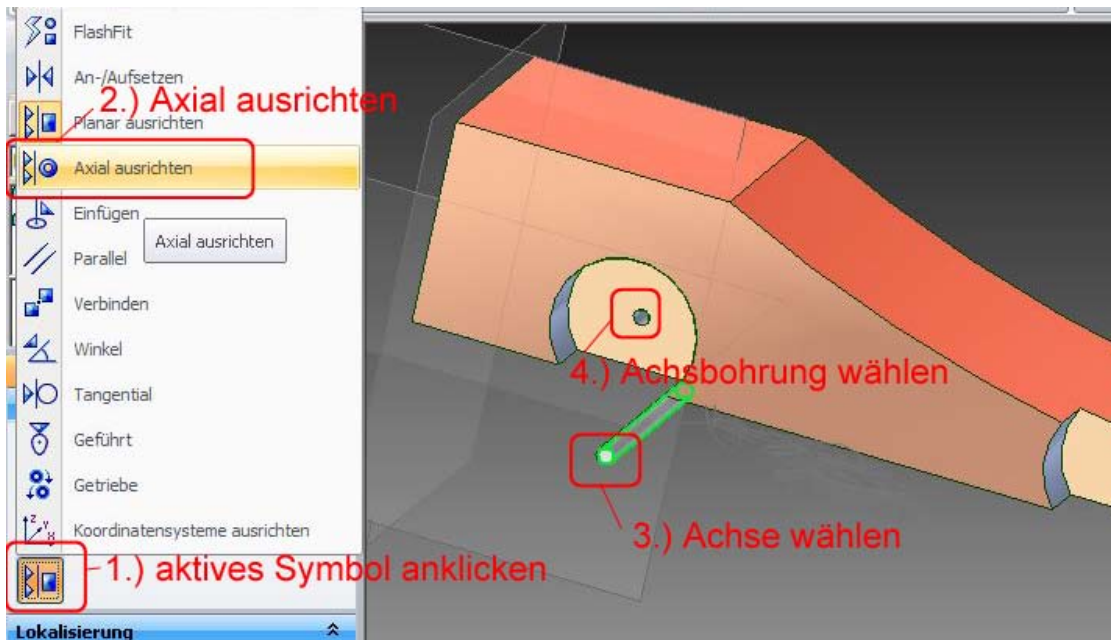 FlashFit
An-/Aufsetzen
2.) Axial ausrichten
Planar ausrichten
Axial ausrichten
Einfügen
Axial ausrichten
Parallel
Verbinden
4.) Achsbohrung wählen
Winkel
Tangential
Geführt
Getriebe
3.) Achse wählen
Koordinatensysteme ausrichten
1.) aktives Symbol anklicken
Lokalisierung